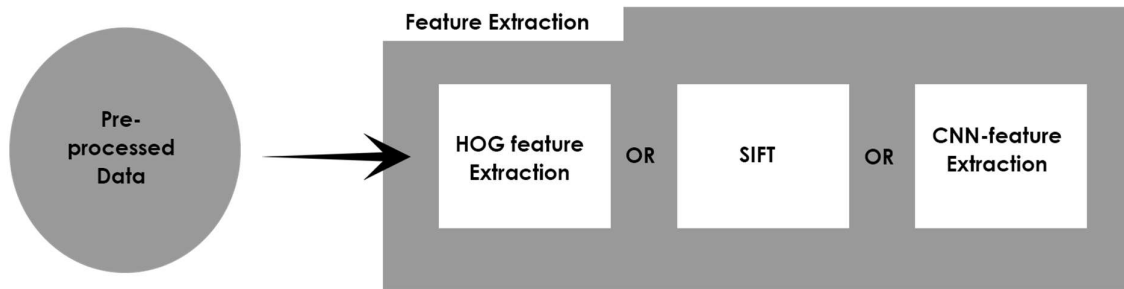 Feature Extraction
Pre-
processed
Data
HOG feature
Extraction
OR
SIFT
OR
CNN-feature
Extraction